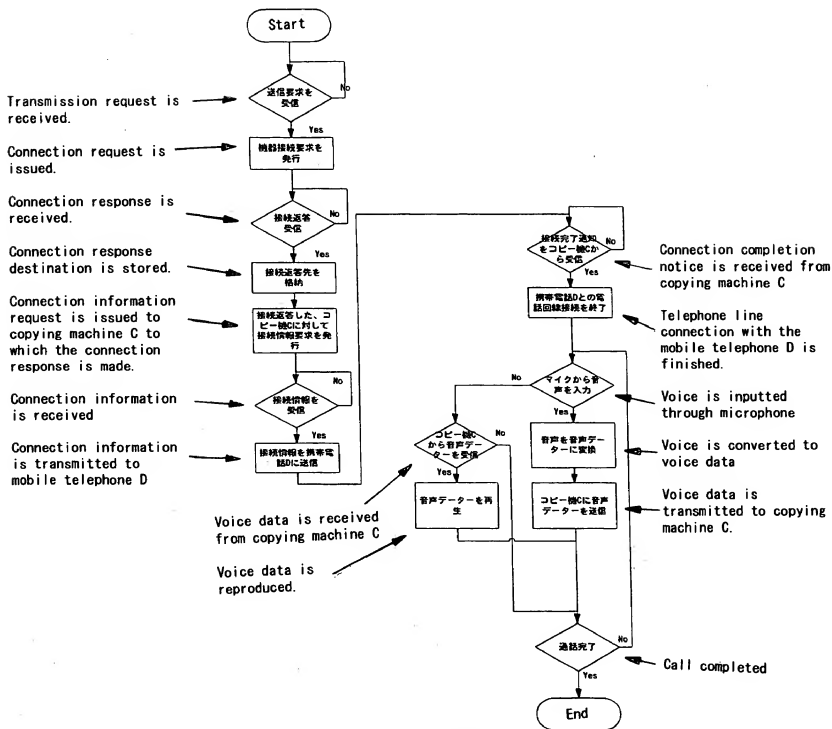 Start
No
送信要求を
受信
Transmission request is
received.
Yes
機器接続要求を
発行
Connection request is
issued.
Connection response is
received.
No
接続返答
受信
Yes
Connection response
destination is stored.
接続返答先を
格納
Connection information
request is issued to
copying machine C to
which the connection
response is made.
接続返答した、コ
ピー機Cに対して
接続情報要求を発
行
No
接続情報を
受信
Connection information
is received
Yes
Connection information
is transmitted to
mobile telephone D
接続情報を携帯電
話Dに送信
No
接続完了通知
をコピー機Cか
ら受信
Yes
Connection completion
notice is received from
copying machine C
携帯電話Dとの電
話回線接続を終了
Telephone line
connection with the
mobile telephone D is
finished.
No
マイクから音
声を入力
Yes
Voice is inputted
through microphone
コピー機C
から音声デー
ターを受信
No
Yes
音声を音声デー
ターに変換
Voice is converted to
voice data
Voice data is received
from copying machine C
音声データーを再
生
コピー機Cに音声
データーを送信
Voice data is
transmitted to copying
machine C.
Voice data is
reproduced.
通話完了
No
Call completed
Yes
End